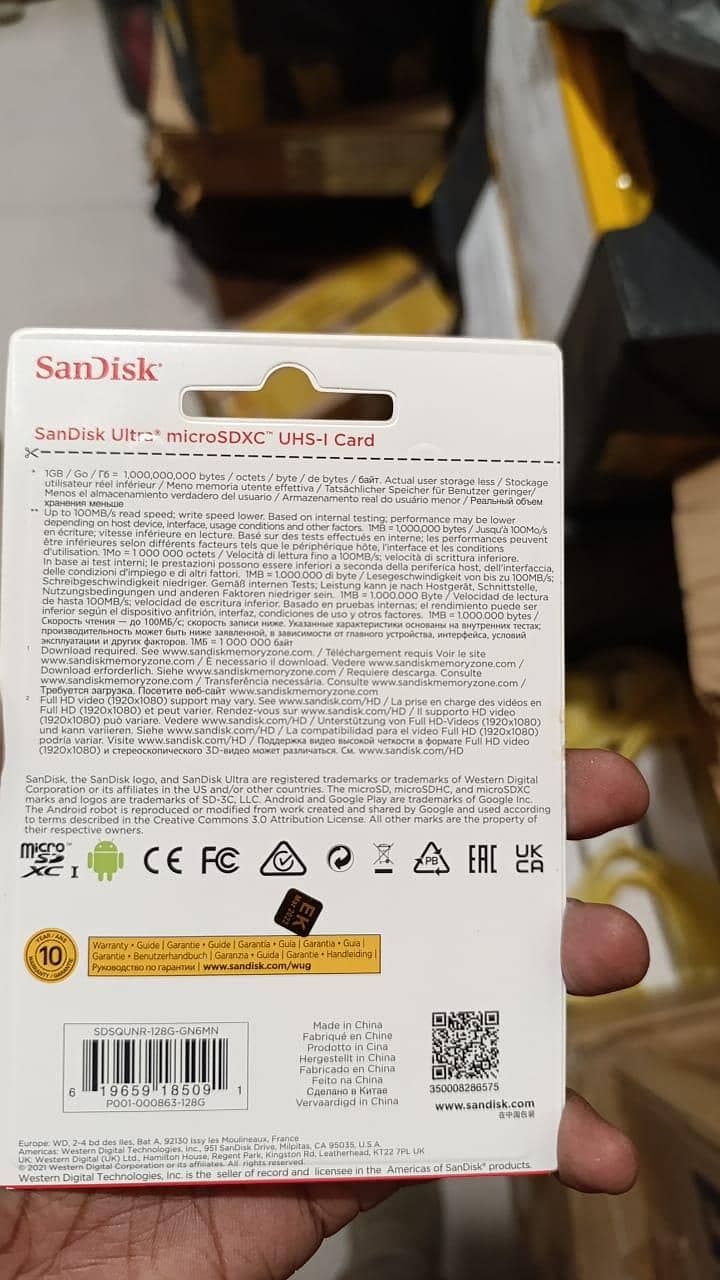 SanDisk®
SanDisk Ultra® microSDXC™ UHS-I Card
* 1GB / Go / Гб = 1,000,000,000 bytes / octets / byte / de bytes / байт. Actual user storage less / Stockage
utilisateur réel inférieur / Meno memoria utente effettiva / Tatsächlicher Speicher für Benutzer geringer/
Menos el almacenamiento verdadero del usuario / Armazenamento real do usuário menor / Реальный объем
хранения меньше
** Up to 100MB/s read speed; write speed lower. Based on internal testing; performance may be lower
depending on host device, interface, usage conditions and other factors. 1MB = 1,000,000 bytes / Jusqu'à 100Mo/s
en écriture; vitesse inférieure en lecture. Basé sur des tests effectués en interne; les performances peuvent
être inférieures selon différents facteurs tels que le périphérique hôte, l'interface et les conditions
d'utilisation. 1Mo = 1 000 000 octets / Velocità di lettura fino a 100MB/s; velocità di scrittura inferiore.
In base ai test interni; le prestazioni possono essere inferiori a seconda della periferica host, dell'interfaccia,
delle condizioni d'impiego e di altri fattori. 1MB = 1.000.000 di byte / Lesegeschwindigkeit von bis zu 100MB/s;
Schreibgeschwindigkeit niedriger. Gemäß internen Tests; Leistung kann je nach Hostgerät, Schnittstelle,
Nutzungsbedingungen und anderen Faktoren niedriger sein. 1MB = 1.000.000 Byte / Velocidad de lectura
de hasta 100MB/s; velocidad de escritura inferior. Basado en pruebas internas; el rendimiento puede ser
inferior según el dispositivo anfitrión, interfaz, condiciones de uso y otros factores. 1MB = 1.000.000 bytes /
Скорость чтения — до 100МБ/с; скорость записи ниже. Указанные характеристики основаны на внутренних тестах;
производительность может быть ниже заявленной, в зависимости от главного устройства, интерфейса, условий
эксплуатации и других факторов. 1МБ = 1 000 000 байт
¹ Download required. See www.sandiskmemoryzone.com. / Téléchargement requis Voir le site
www.sandiskmemoryzone.com / È necessario il download. Vedere www.sandiskmemoryzone.com /
Download erforderlich. Siehe www.sandiskmemoryzone.com / Requiere descarga. Consulte
www.sandiskmemoryzone.com / Transferência necessária. Consulte www.sandiskmemoryzone.com /
Требуется загрузка. Посетите веб-сайт www.sandiskmemoryzone.com
² Full HD video (1920x1080) support may vary. See www.sandisk.com/HD / La prise en charge des vidéos en
Full HD (1920x1080) et peut varier. Rendez-vous sur www.sandisk.com/HD / Il supporto HD video
(1920x1080) può variare. Vedere www.sandisk.com/HD / Unterstützung von Full HD-Videos (1920x1080)
und kann variieren. Siehe www.sandisk.com/HD / La compatibilidad para el vídeo Full HD (1920x1080)
podría variar. Visite www.sandisk.com/HD / Поддержка видео высокой четкости в формате Full HD video
(1920x1080) и стереоскопического 3D-видео может различаться. См. www.sandisk.com/HD
SanDisk, the SanDisk logo, and SanDisk Ultra are registered trademarks or trademarks of Western Digital
Corporation or its affiliates in the US and/or other countries. The microSD, microSDHC, and microSDXC
marks and logos are trademarks of SD-3C, LLC. Android and Google Play are trademarks of Google Inc.
The Android robot is reproduced or modified from work created and shared by Google and used according
to terms described in the Creative Commons 3.0 Attribution License. All other marks are the property of
their respective owners.
micro SD XC I CE FC PB EAC UK CA
EK
Mar 2022
YEAR / ANS
10
WARRANTY / GARANTIE
Warranty • Guide | Garantie • Guide | Garantía • Guía | Garantia • Guia |
Garantie • Benutzerhandbuch | Garanzia • Guida | Garantie • Handleiding |
Руководство по гарантии | www.sandisk.com/wug
SDSQUNR-128G-GN6MN
6 19659 18509 1
P001-000863-128G
Made in China
Fabriqué en Chine
Prodotto in Cina
Hergestellt in China
Fabricado en China
Feito na China
Сделано в Китае
Vervaardigd in China
350008286575
www.sandisk.com
在中国包装
Europe: WD, 2-4 bd des Iles, Bat A, 92130 Issy les Moulineaux, France
Americas: Western Digital Technologies, Inc., 951 SanDisk Drive, Milpitas, CA 95035, U.S.A.
UK: Western Digital (UK) Ltd., Hamilton House, Regent Park, Kingston Rd, Leatherhead, KT22 7PL UK
© 2021 Western Digital Corporation or its affiliates. All rights reserved.
Western Digital Technologies, Inc. is the seller of record and licensee in the Americas of SanDisk® products.